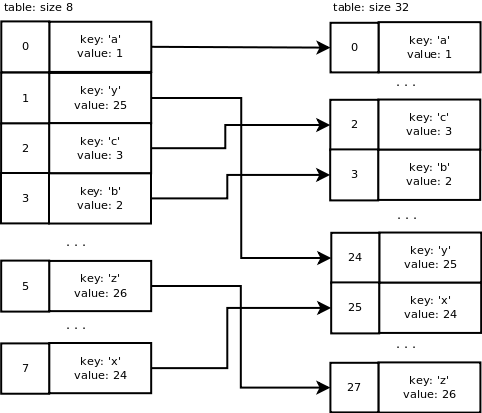 table: size 8
0
key: 'a'
value: 1
1
key: 'y'
value: 25
2
key: 'c'
value: 3
3
key: 'b'
value: 2
. . .
5
key: 'z'
value: 26
. . .
7
key: 'x'
value: 24
table: size 32
0
key: 'a'
value: 1
. . .
2
key: 'c'
value: 3
3
key: 'b'
value: 2
. . .
24
key: 'y'
value: 25
25
key: 'x'
value: 24
. . .
27
key: 'z'
value: 26